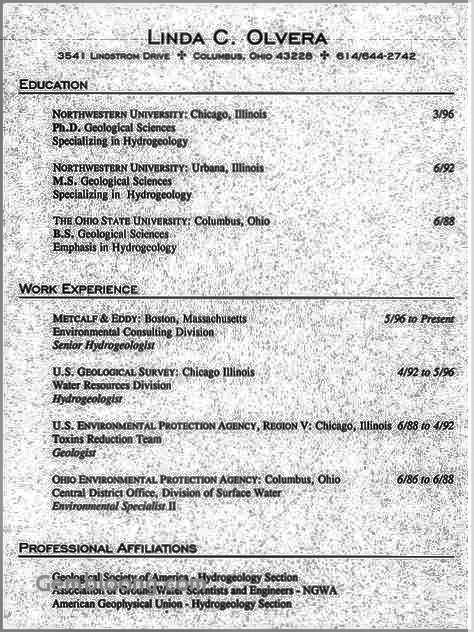 LINDA C. OLVERA
3541 LINDSTROM DRIVE ✢ COLUMBUS, OHIO 43228 ✢ 614/644-2742
EDUCATION
NORTHWESTERN UNIVERSITY: Chicago, Illinois 3/96
Ph.D. Geological Sciences
Specializing in Hydrogeology
NORTHWESTERN UNIVERSITY: Urbana, Illinois 6/92
M.S. Geological Sciences
Specializing in Hydrogeology
THE OHIO STATE UNIVERSITY: Columbus, Ohio 6/88
B.S. Geological Sciences
Emphasis in Hydrogeology
WORK EXPERIENCE
METCALF & EDDY: Boston, Massachusetts 5/96 to Present
Environmental Consulting Division
Senior Hydrogeologist
U.S. GEOLOGICAL SURVEY: Chicago Illinois 4/92 to 5/96
Water Resources Division
Hydrogeologist
U.S. ENVIRONMENTAL PROTECTION AGENCY, REGION V: Chicago, Illinois 6/88 to 4/92
Toxins Reduction Team
Geologist
OHIO ENVIRONMENTAL PROTECTION AGENCY: Columbus, Ohio 6/86 to 6/88
Central District Office, Division of Surface Water
Environmental Specialist II
PROFESSIONAL AFFILIATIONS
Geological Society of America - Hydrogeology Section
Association of Ground Water Scientists and Engineers - NGWA
American Geophysical Union - Hydrogeology Section